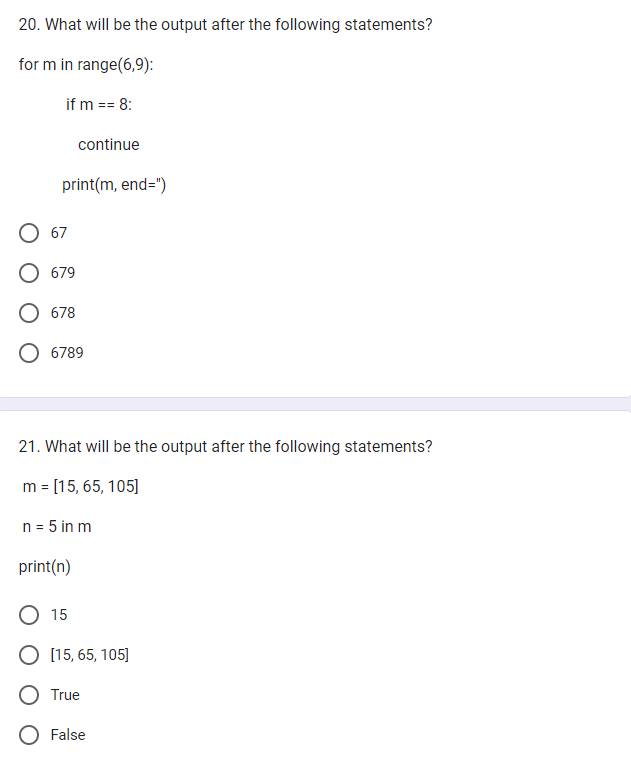 20. What will be the output after the following statements?
for m in range(6,9):
if m == 8:
continue
print(m, end='')
67
679
678
6789
21. What will be the output after the following statements?
m = [15, 65, 105]
n = 5 in m
print(n)
15
[15, 65, 105]
True
False